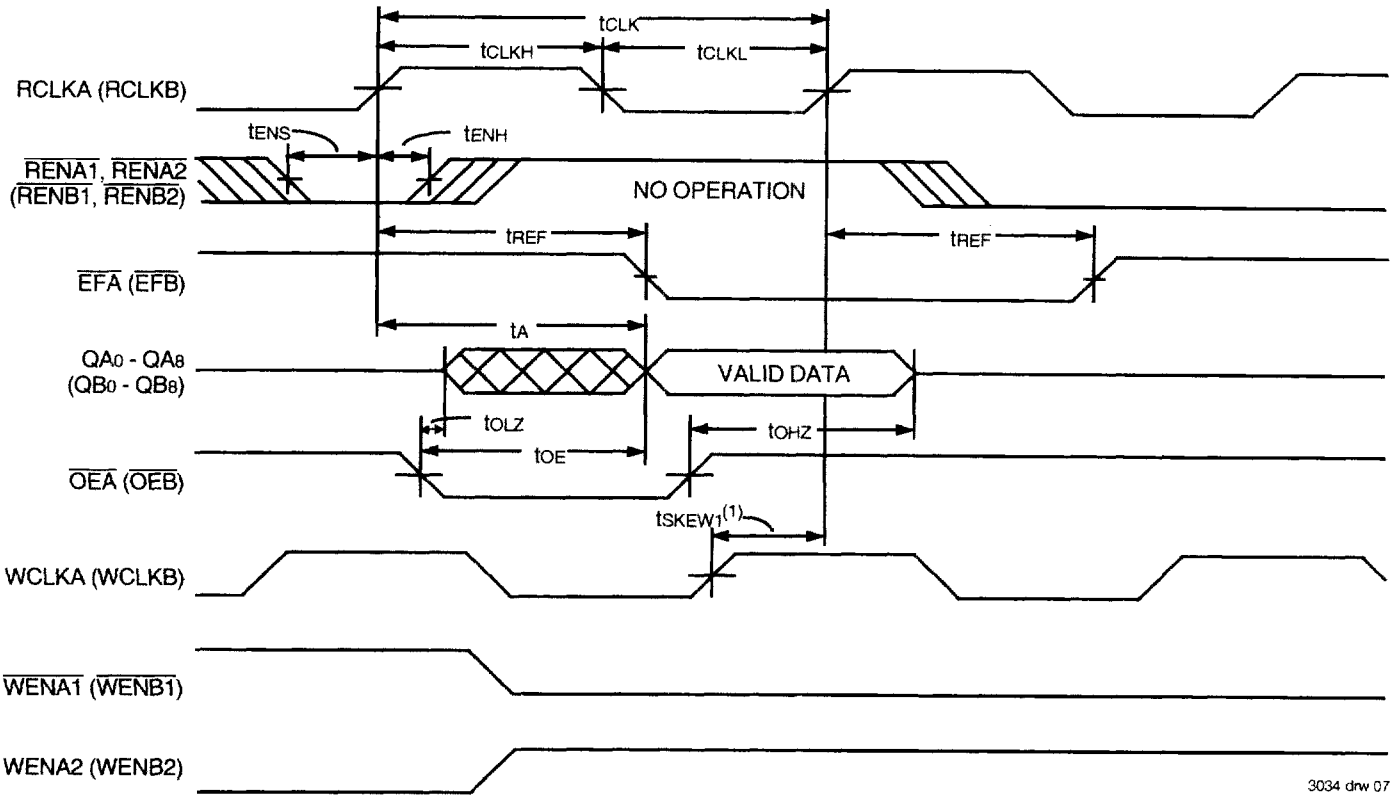 tCLK
tCLKH
tCLKL
RCLKA (RCLKB)
tENS
tENH
RENA1, RENA2
(RENB1, RENB2)
NO OPERATION
tREF
tREF
EFA (EFB)
tA
QA0 - QA8
(QB0 - QB8)
VALID DATA
tOLZ
tOHZ
tOE
OEA (OEB)
tSKEW1(1)
WCLKA (WCLKB)
WENA1 (WENB1)
WENA2 (WENB2)
3034 drw 07